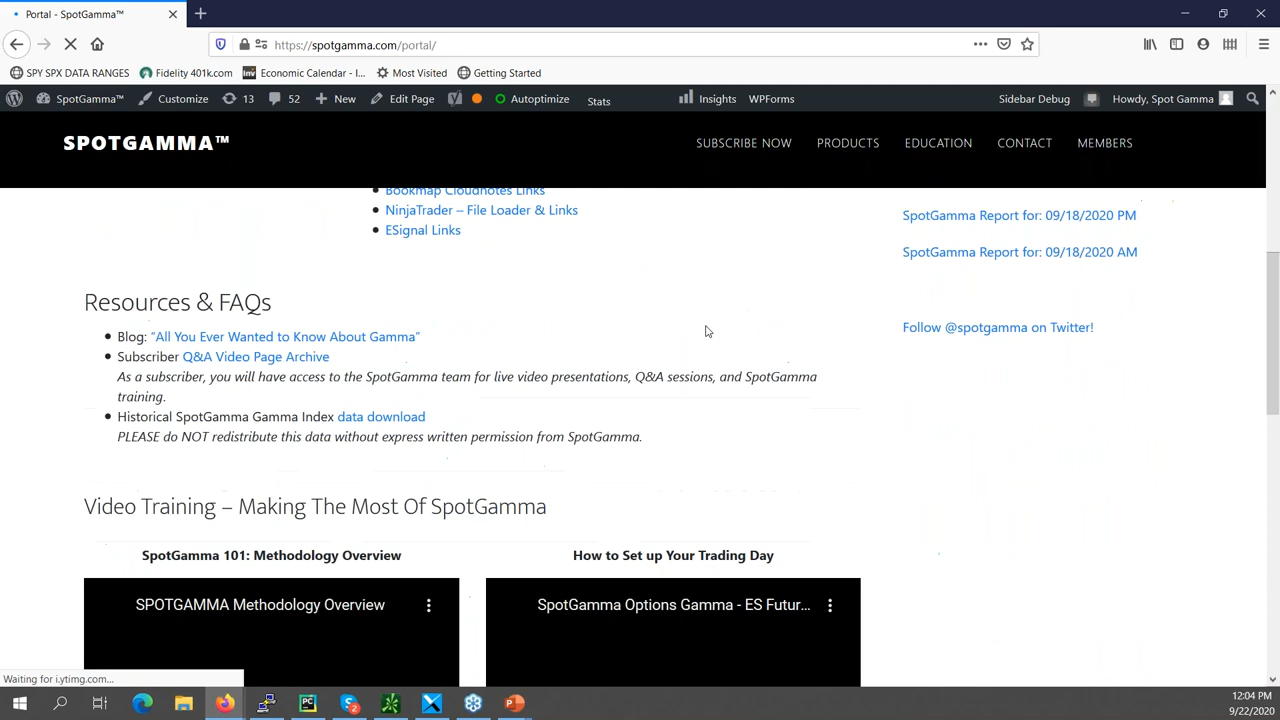 Portal - SpotGamma™
https://spotgamma.com/portal/
SPY SPX DATA RANGES
Fidelity 401k.com
Economic Calendar - I...
Most Visited
Getting Started
SpotGamma™
Customize
13
52
New
Edit Page
Autoptimize
Stats
Insights
WPForms
Sidebar Debug
Howdy, Spot Gamma
SPOTGAMMA™
SUBSCRIBE NOW
PRODUCTS
EDUCATION
CONTACT
MEMBERS
Bookmap Cloudnotes Links
NinjaTrader – File Loader & Links
ESignal Links
SpotGamma Report for: 09/18/2020 PM
SpotGamma Report for: 09/18/2020 AM
Follow @spotgamma on Twitter!
Resources & FAQs
Blog: "All You Ever Wanted to Know About Gamma"
Subscriber Q&A Video Page Archive
As a subscriber, you will have access to the SpotGamma team for live video presentations, Q&A sessions, and SpotGamma
training.
Historical SpotGamma Gamma Index data download
PLEASE do NOT redistribute this data without express written permission from SpotGamma.
Video Training – Making The Most Of SpotGamma
SpotGamma 101: Methodology Overview
How to Set up Your Trading Day
SPOTGAMMA Methodology Overview
SpotGamma Options Gamma - ES Futur...
Waiting for i.ytimg.com...
12:04 PM
9/22/2020